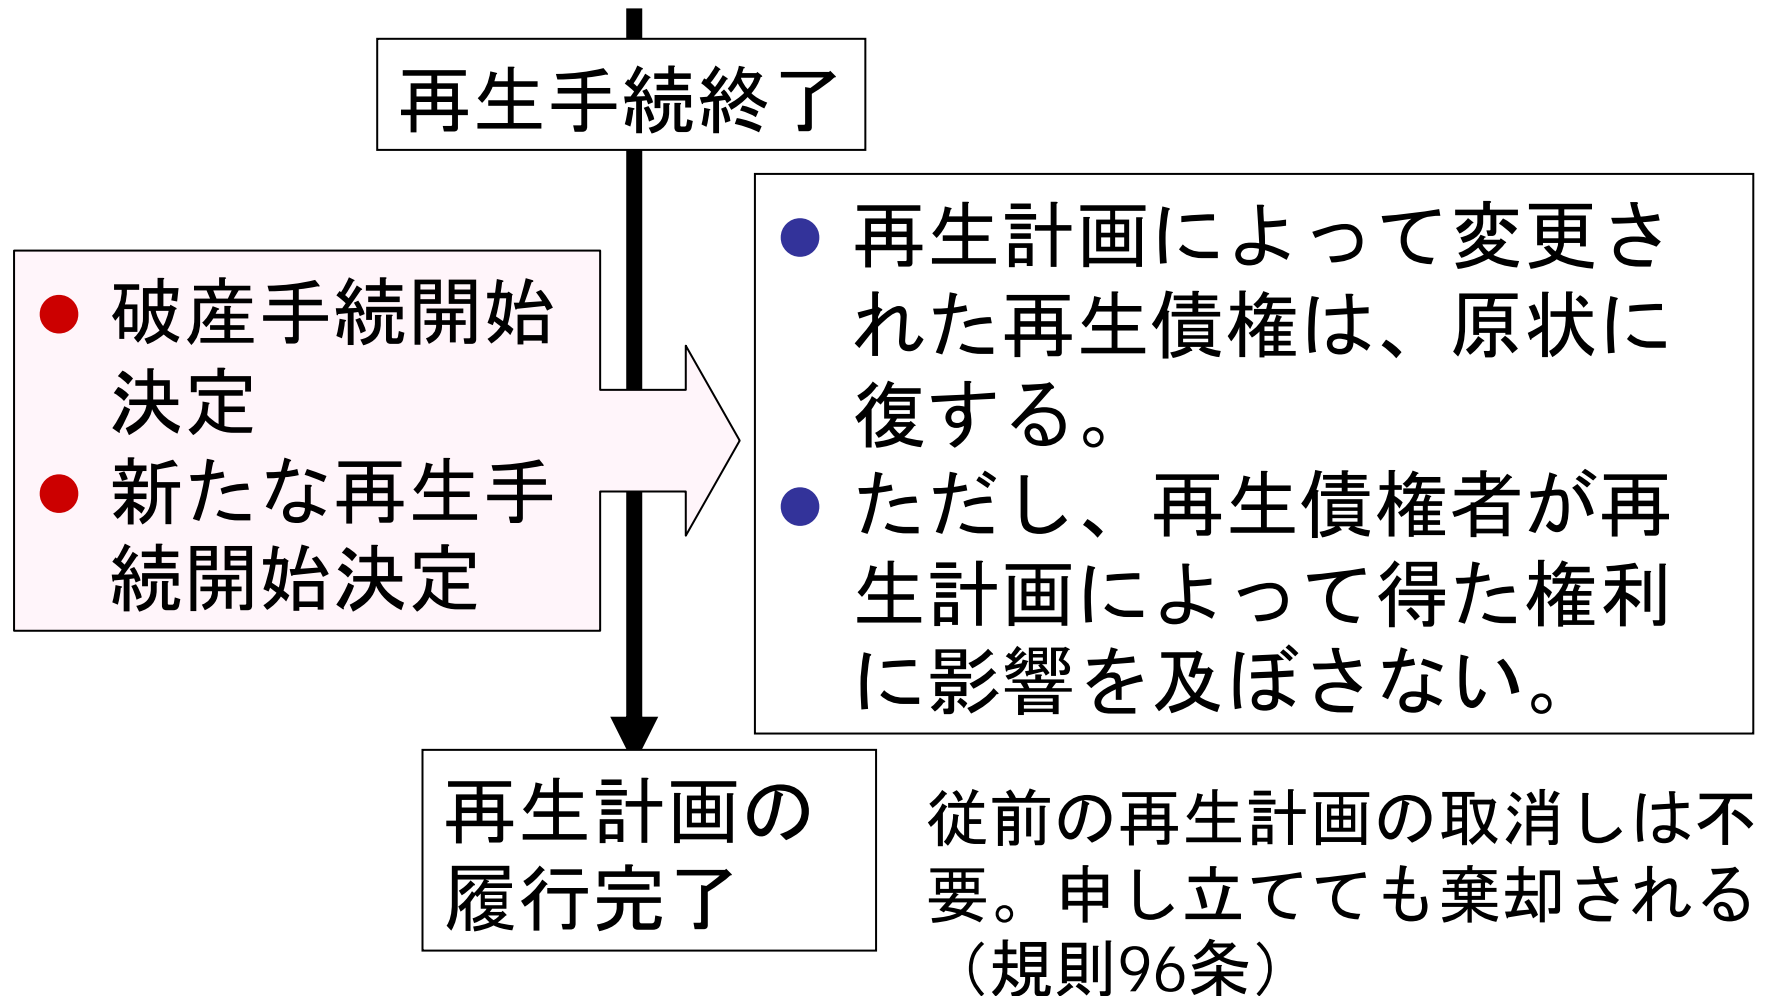 再生手続終了
● 破産手続開始
決定
● 新たな再生手
続開始決定
● 再生計画によって変更さ
れた再生債権は、原状に
復する。
● ただし、再生債権者が再
生計画によって得た権利
に影響を及ぼさない。
再生計画の
履行完了
従前の再生計画の取消しは不
要。申し立てても棄却される
（規則96条）